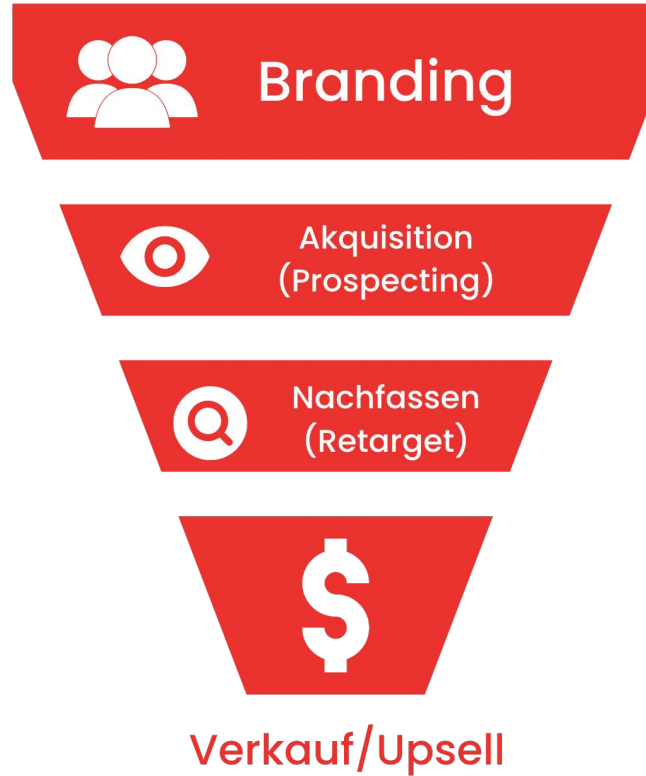 Branding
Akquisition
(Prospecting)
Nachfassen
(Retarget)
$
Verkauf/Upsell